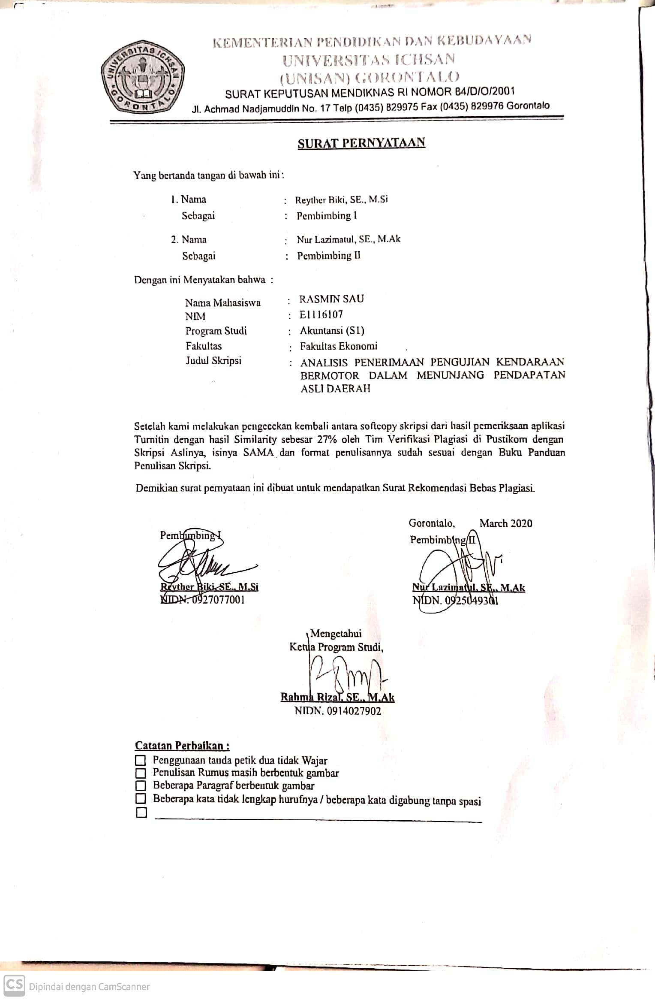 UNIVERSITAS ICHSAN
GORONTALO
KEMENTERIAN PENDIDIKAN DAN KEBUDAYAAN
UNIVERSITAS ICHSAN
(UNISAN) GORONTALO
SURAT KEPUTUSAN MENDIKNAS RI NOMOR 84/D/O/2001
Jl. Achmad Nadjamuddin No. 17 Telp (0435) 829975 Fax (0435) 829976 Gorontalo
SURAT PERNYATAAN
Yang bertanda tangan di bawah ini :
1. Nama : Reyther Biki, SE., M.Si
Sebagai : Pembimbing I
2. Nama : Nur Lazimatul, SE., M.Ak
Sebagai : Pembimbing II
Dengan ini Menyatakan bahwa :
Nama Mahasiswa : RASMIN SAU
NIM : E1116107
Program Studi : Akuntansi (S1)
Fakultas : Fakultas Ekonomi
Judul Skripsi : ANALISIS PENERIMAAN PENGUJIAN KENDARAAN
BERMOTOR DALAM MENUNJANG PENDAPATAN
ASLI DAERAH
Setelah kami melakukan pengecekan kembali antara softcopy skripsi dari hasil pemeriksaan aplikasi
Turnitin dengan hasil Similarity sebesar 27% oleh Tim Verifikasi Plagiasi di Pustikom dengan
Skripsi Aslinya, isinya SAMA dan format penulisannya sudah sesuai dengan Buku Panduan
Penulisan Skripsi.
Demikian surat pernyataan ini dibuat untuk mendapatkan Surat Rekomendasi Bebas Plagiasi.
Gorontalo, March 2020
Pembimbing I
Pembimbing II
Reyther Biki, SE., M.Si
NIDN. 0927077001
Nur Lazimatul, SE., M.Ak
NIDN. 0925049301
Mengetahui
Ketua Program Studi,
Rahma Rizal, SE., M.Ak
NIDN. 0914027902
Catatan Perbaikan :
Penggunaan tanda petik dua tidak Wajar
Penulisan Rumus masih berbentuk gambar
Beberapa Paragraf berbentuk gambar
Beberapa kata tidak lengkap hurufnya / beberapa kata digabung tanpa spasi
CS Dipindai dengan CamScanner